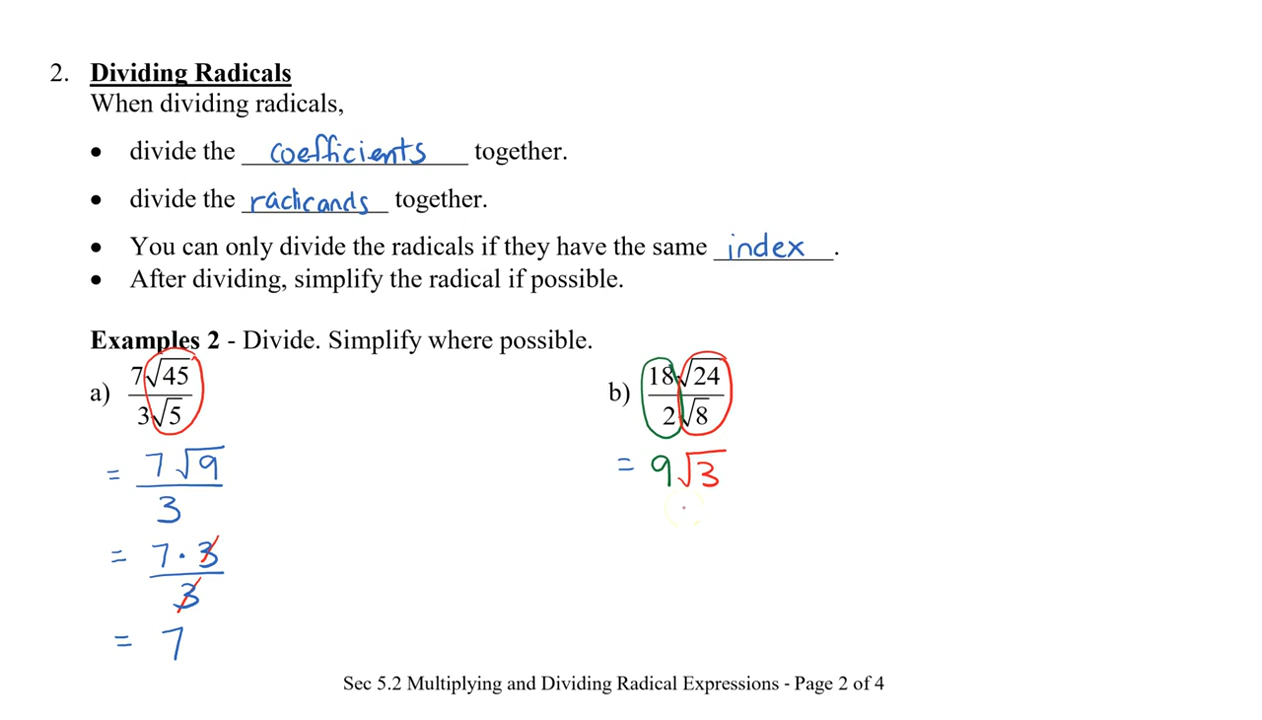 2. Dividing Radicals
When dividing radicals,
• divide the coefficients together.
• divide the radicands together.
• You can only divide the radicals if they have the same index.
• After dividing, simplify the radical if possible.
Examples 2 - Divide. Simplify where possible.
a) 7√45 / 3√5
= 7√9 / 3
= 7 · 3 / 3
= 7
b) 18√24 / 2√8
= 9√3
Sec 5.2 Multiplying and Dividing Radical Expressions - Page 2 of 4